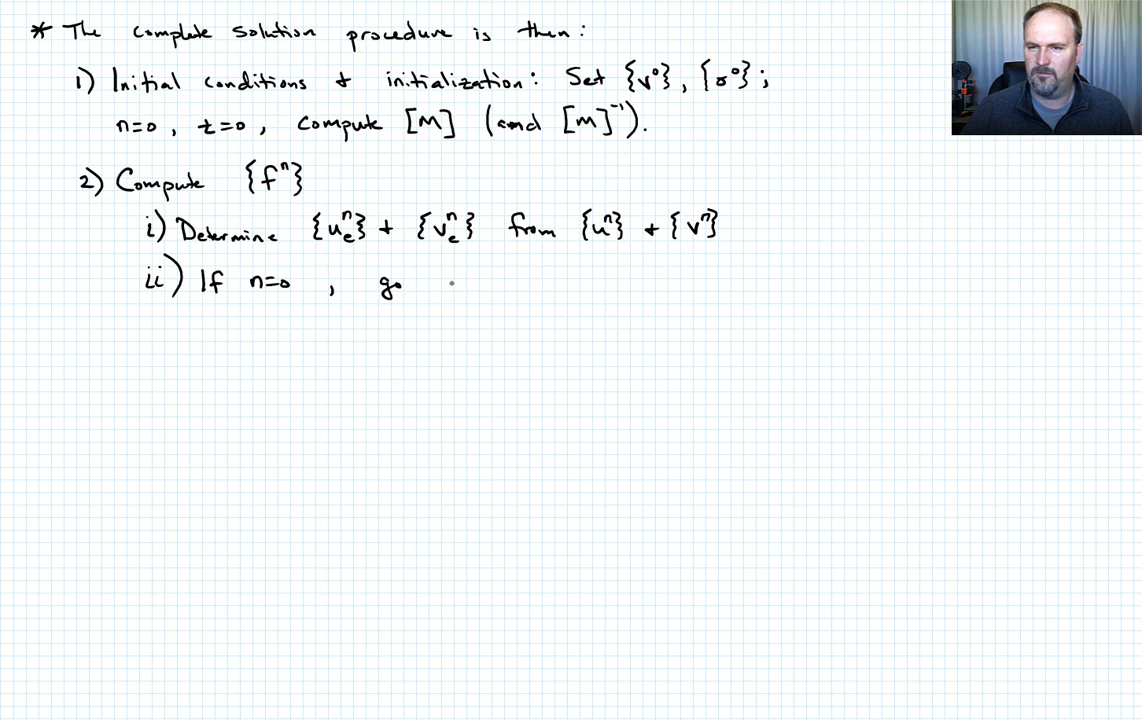 * The complete solution procedure is then:
1) Initial conditions + initialization: Set {v⁰}, {σ⁰};
n=0, t=0, compute [M] (and [M]⁻¹).
2) Compute {fⁿ}
i) Determine {uₑⁿ} + {vₑⁿ} from {uⁿ} + {vⁿ}
ii) If n=0, go